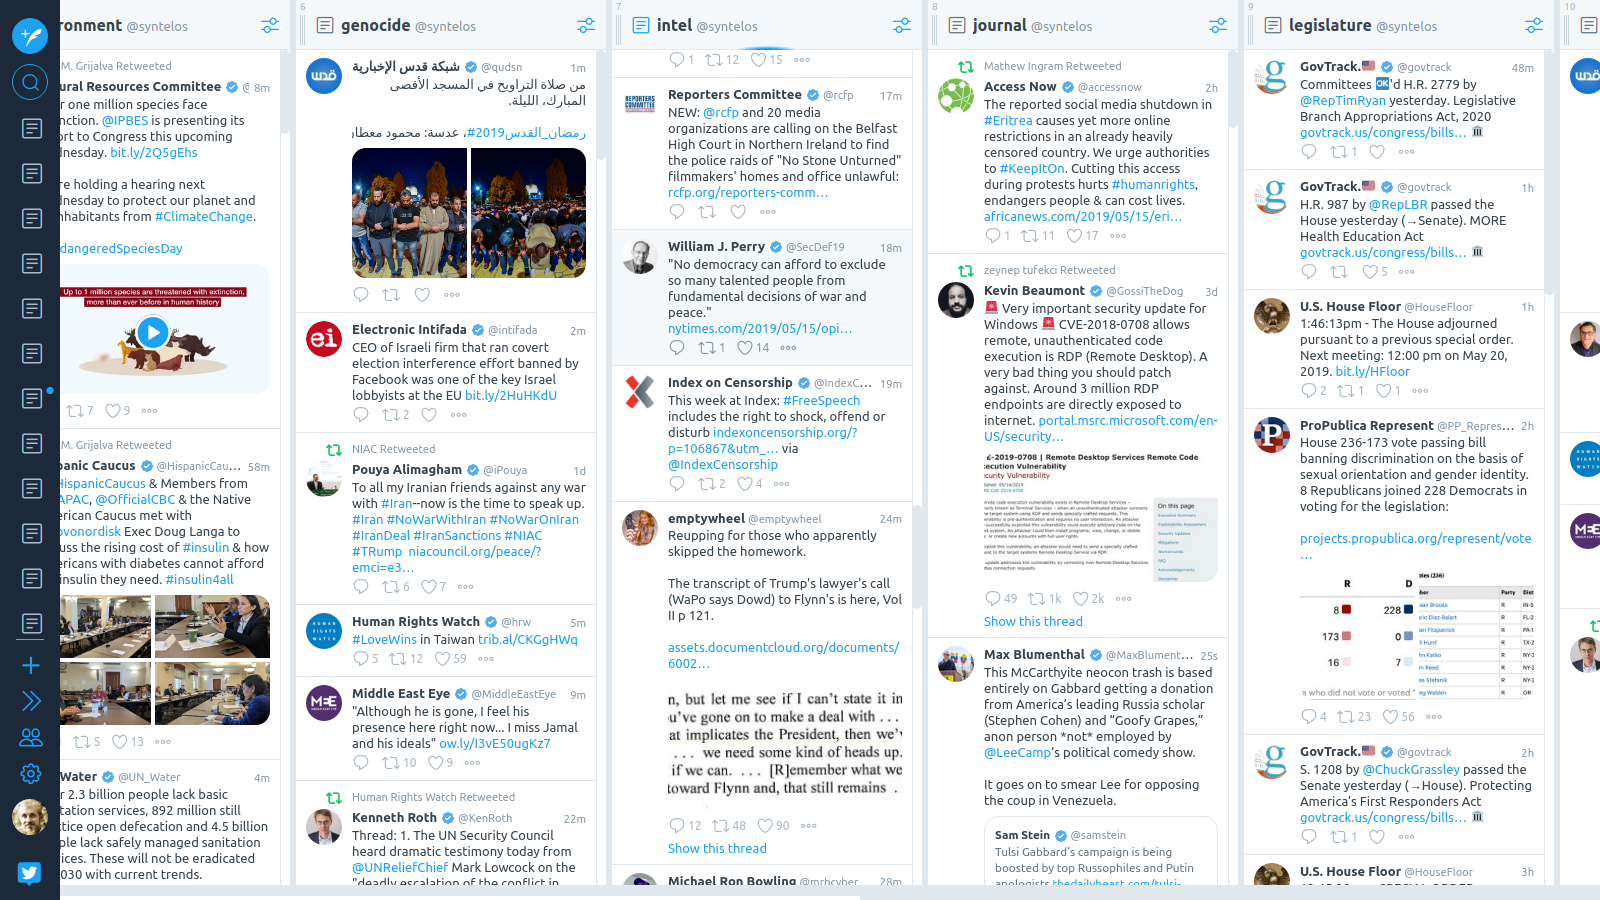 ronment @syntelos
M. Grijalva Retweeted
ural Resources Committee @ 8m
r one million species face
nction. @IPBES is presenting its
ort to Congress this upcoming
nesday. bit.ly/2Q5gEhs
re holding a hearing next
nesday to protect our planet and
nhabitants from #ClimateChange.
dangeredSpeciesDay
Up to 1 million species are threatened with extinction,
more than ever before in human history
7 9
M. Grijalva Retweeted
panic Caucus @HispanicCau... 58m
HispanicCaucus & Members from
APAC, @OfficialCBC & the Native
erican Caucus met with
ovonordisk Exec Doug Langa to
uss the rising cost of #insulin & how
ericans with diabetes cannot afford
insulin they need. #insulin4all
5 13
Water @UN_Water 4m
r 2.3 billion people lack basic
tation services, 892 million still
tice open defecation and 4.5 billion
ple lack safely managed sanitation
ices. These will not be eradicated
030 with current trends.
6
genocide @syntelos
شبكة قدس الإخبارية @qudsn 1m
من صلاة التراويح في المسجد الأقصى
المبارك، الليلة.
#رمضان_القدس2019، عدسة: محمود معطار
Electronic Intifada @intifada 2m
CEO of Israeli firm that ran covert
election interference effort banned by
Facebook was one of the key Israel
lobbyists at the EU bit.ly/2HuHKdU
2
NIAC Retweeted
Pouya Alimagham @iPouya 1d
To all my Iranian friends against any war
with #Iran--now is the time to speak up.
#Iran #NoWarWithIran #NoWarOnIran
#IranDeal #IranSanctions #NIAC
#TRump niacouncil.org/peace/?
emci=e3...
6 7
Human Rights Watch @hrw 5m
#LoveWins in Taiwan trib.al/CKGgHWq
5 12 59
Middle East Eye @MiddleEastEye 9m
"Although he is gone, I feel his
presence here right now... I miss Jamal
and his ideals" ow.ly/I3vE50ugKz7
10 9
Human Rights Watch Retweeted
Kenneth Roth @KenRoth 22m
Thread: 1. The UN Security Council
heard dramatic testimony today from
@UNReliefChief Mark Lowcock on the
"deadly escalation of the conflict in
7
intel @syntelos
1 12 15
Reporters Committee @rcfp 17m
NEW: @rcfp and 20 media
organizations are calling on the Belfast
High Court in Northern Ireland to find
the police raids of "No Stone Unturned"
filmmakers' homes and office unlawful:
rcfp.org/reporters-comm...
William J. Perry @SecDef19 18m
"No democracy can afford to exclude
so many talented people from
fundamental decisions of war and
peace."
nytimes.com/2019/05/15/opi...
1 14
Index on Censorship @IndexC... 19m
This week at Index: #FreeSpeech
includes the right to shock, offend or
disturb indexoncensorship.org/?
p=106867&utm_... via
@IndexCensorship
2 4
emptywheel @emptywheel 24m
Reupping for those who apparently
skipped the homework.
The transcript of Trump's lawyer's call
(WaPo says Dowd) to Flynn's is here, Vol
II p 121.
assets.documentcloud.org/documents/
6002...
n, but let me see if I can't state it in
u've gone on to make a deal with . . .
at implicates the President, then we'v
. . . we need some kind of heads up.
if we can. . . . [R]emember what we
toward Flynn and, that still remains .
12 48 90
Show this thread
Michael Ron Bowling @mrbcyber 28m
8
journal @syntelos
Mathew Ingram Retweeted
Access Now @accessnow 2h
The reported social media shutdown in
#Eritrea causes yet more online
restrictions in an already heavily
censored country. We urge authorities
to #KeepItOn. Cutting this access
during protests hurts #humanrights,
endangers people & can cost lives.
africanews.com/2019/05/15/eri...
1 11 17
zeynep tufekci Retweeted
Kevin Beaumont @GossiTheDog 3d
🚨 Very important security update for
Windows 🚨 CVE-2018-0708 allows
remote, unauthenticated code
execution is RDP (Remote Desktop). A
very bad thing you should patch
against. Around 3 million RDP
endpoints are directly exposed to
internet. portal.msrc.microsoft.com/en-
US/security...
E-2019-0708 | Remote Desktop Services Remote Code
ecution Vulnerability
curity Vulnerability
On this page
49 1k 2k
Show this thread
Max Blumenthal @MaxBlument... 25s
This McCarthyite neocon trash is based
entirely on Gabbard getting a donation
from America's leading Russia scholar
(Stephen Cohen) and “Goofy Grapes,”
anon person *not* employed by
@LeeCamp's political comedy show.
It goes on to smear Lee for opposing
the coup in Venezuela.
Sam Stein @samstein
Tulsi Gabbard's campaign is being
boosted by top Russophiles and Putin
apologists thedailybeast.com/tulsi-
9
legislature @syntelos
GovTrack.🇺🇸 @govtrack 48m
Committees 🆗'd H.R. 2779 by
@RepTimRyan yesterday. Legislative
Branch Appropriations Act, 2020
govtrack.us/congress/bills... 🏛
1
GovTrack.🇺🇸 @govtrack 1h
H.R. 987 by @RepLBR passed the
House yesterday (→Senate). MORE
Health Education Act
govtrack.us/congress/bills... 🏛
5
U.S. House Floor @HouseFloor 1h
1:46:13pm - The House adjourned
pursuant to a previous special order.
Next meeting: 12:00 pm on May 20,
2019. bit.ly/HFloor
2 1 1
ProPublica Represent @PP_Repres... 2h
House 236-173 vote passing bill
banning discrimination on the basis of
sexual orientation and gender identity.
8 Republicans joined 228 Democrats in
voting for the legislation:
projects.propublica.org/represent/vote
...
R D
8 228
173 0
16 7
s who did not vote or voted
otes (236)
ber Party Dist
4 23 56
GovTrack.🇺🇸 @govtrack 2h
S. 1208 by @ChuckGrassley passed the
Senate yesterday (→House). Protecting
America's First Responders Act
govtrack.us/congress/bills... 🏛
1
U.S. House Floor @HouseFloor 3h
10